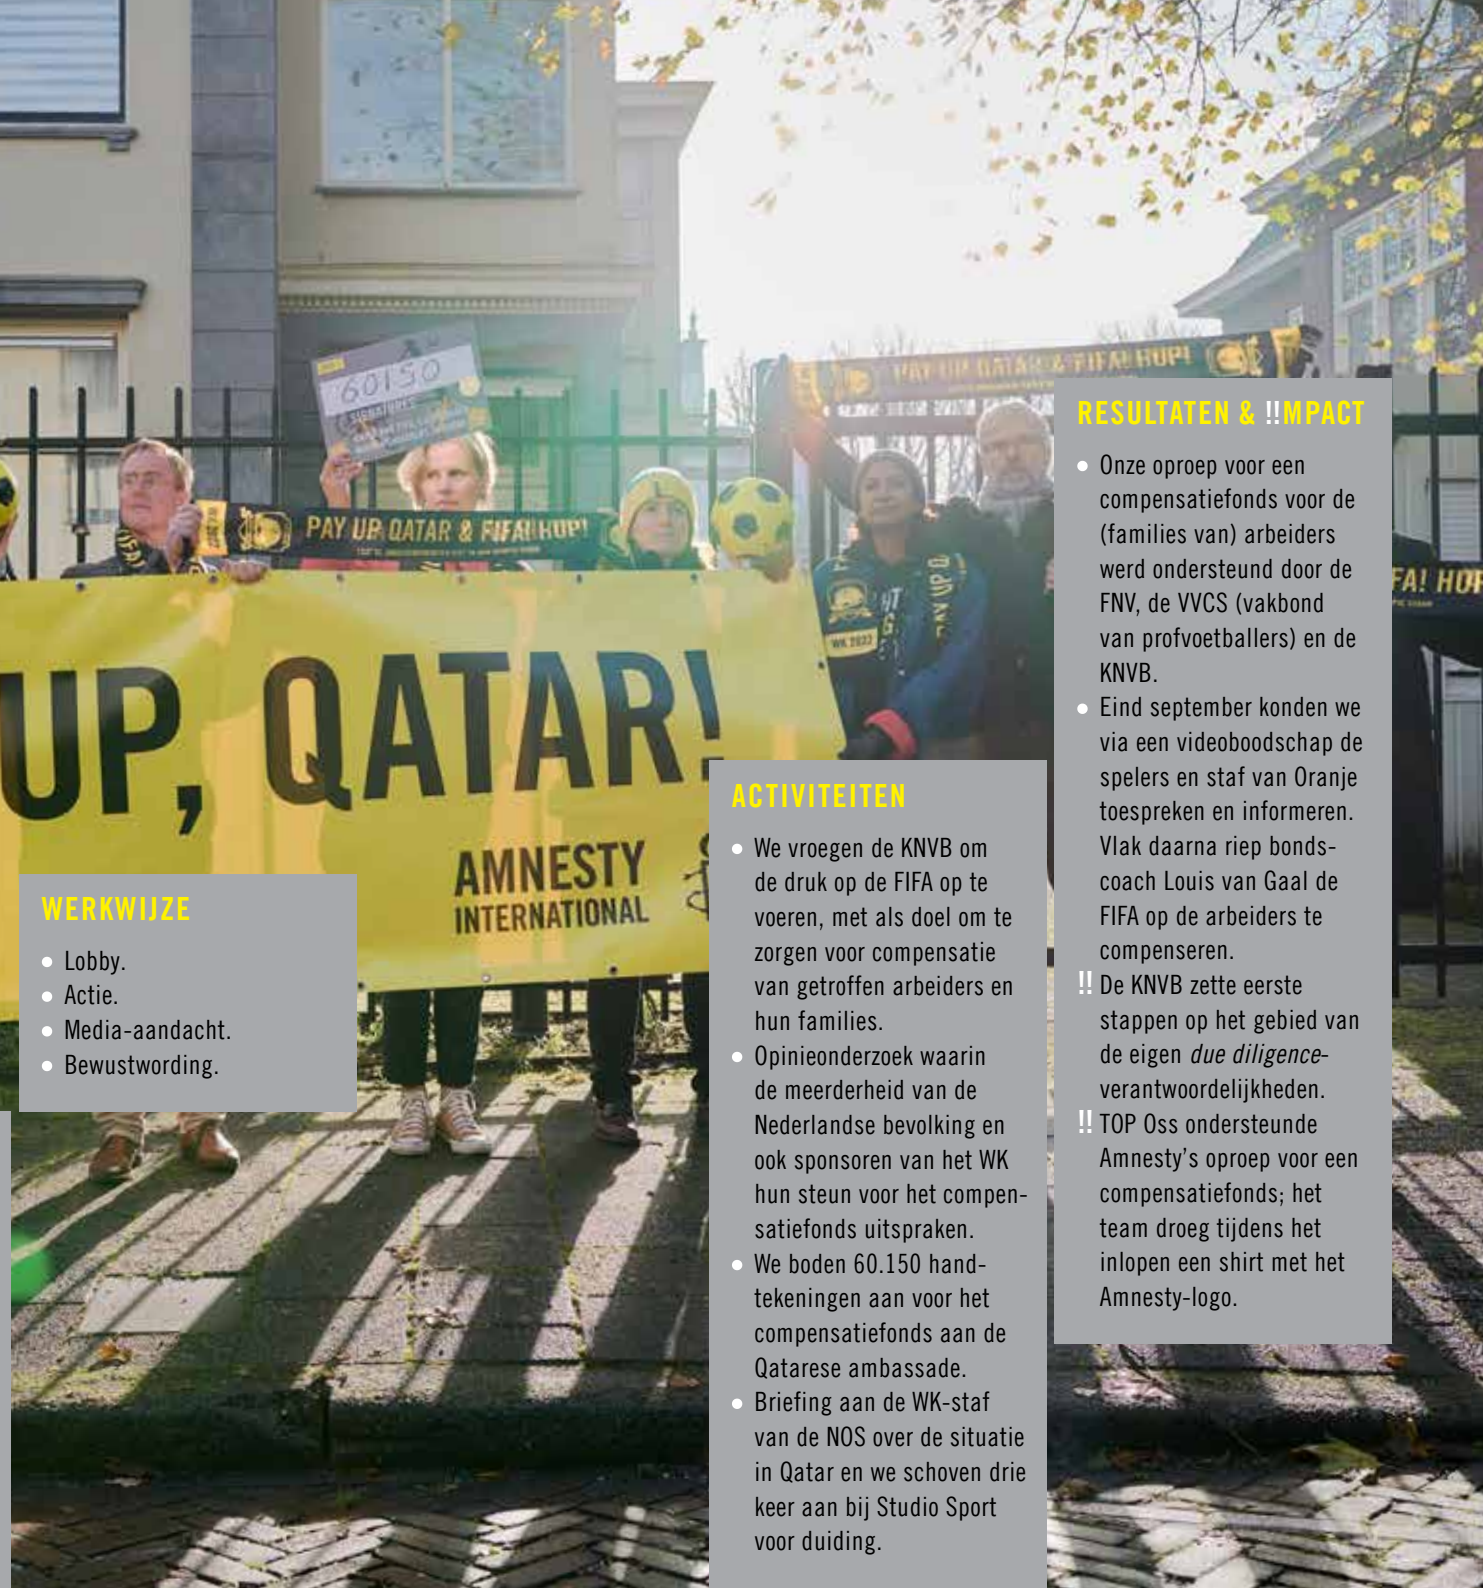 60150
SIGNATURES
PAY UP QATAR & FIFA! HUP!
PAY UP QATAR & FIFA! HUP!
FA! HUP
UP, QATAR!
AMNESTY
INTERNATIONAL
WK 2022
WERKWIJZE
• Lobby.
• Actie.
• Media-aandacht.
• Bewustwording.
ACTIVITEITEN
• We vroegen de KNVB om
de druk op de FIFA op te
voeren, met als doel om te
zorgen voor compensatie
van getroffen arbeiders en
hun families.
• Opinieonderzoek waarin
de meerderheid van de
Nederlandse bevolking en
ook sponsoren van het WK
hun steun voor het compen-
satiefonds uitspraken.
• We boden 60.150 hand-
tekeningen aan voor het
compensatiefonds aan de
Qatarese ambassade.
• Briefing aan de WK-staf
van de NOS over de situatie
in Qatar en we schoven drie
keer aan bij Studio Sport
voor duiding.
RESULTATEN & !!MPACT
• Onze oproep voor een
compensatiefonds voor de
(families van) arbeiders
werd ondersteund door de
FNV, de VVCS (vakbond
van profvoetballers) en de
KNVB.
• Eind september konden we
via een videoboodschap de
spelers en staf van Oranje
toespreken en informeren.
Vlak daarna riep bonds-
coach Louis van Gaal de
FIFA op de arbeiders te
compenseren.
!! De KNVB zette eerste
stappen op het gebied van
de eigen due diligence-
verantwoordelijkheden.
!! TOP Oss ondersteunde
Amnesty’s oproep voor een
compensatiefonds; het
team droeg tijdens het
inlopen een shirt met het
Amnesty-logo.